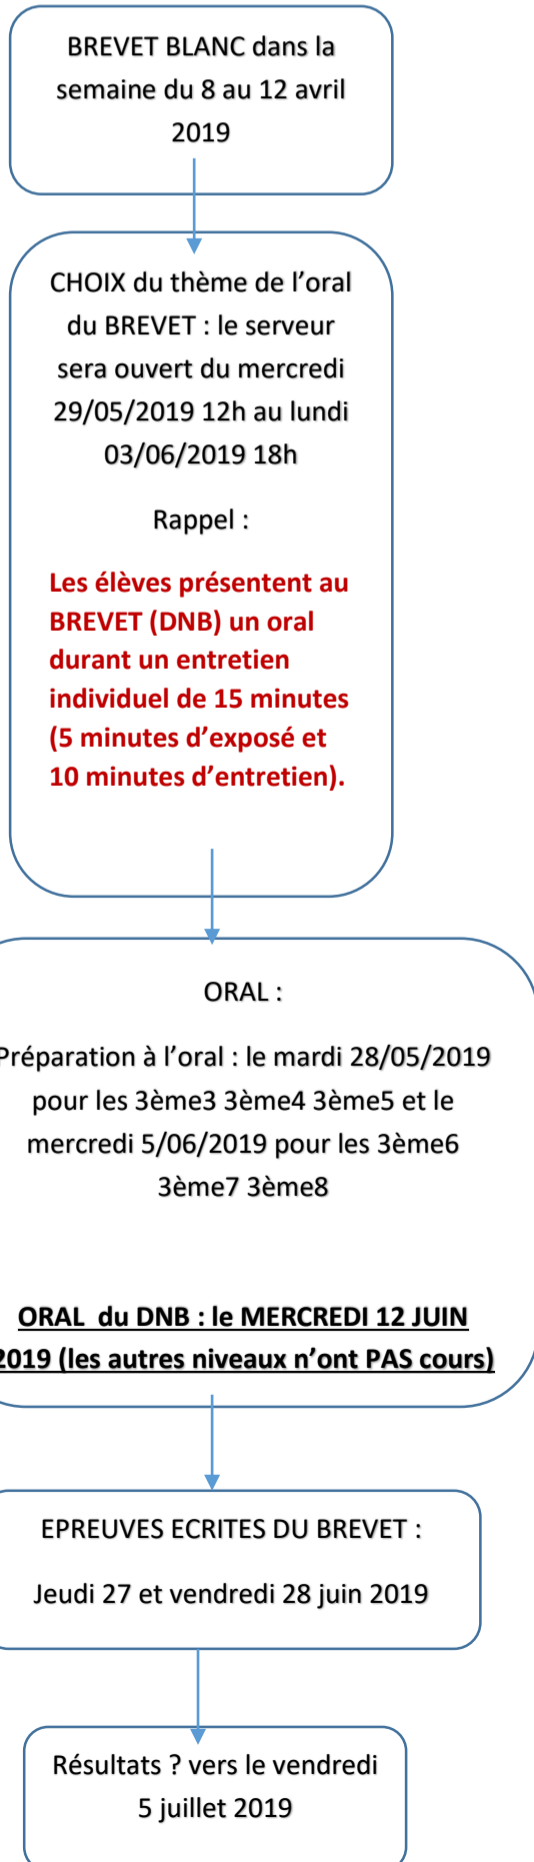 BREVET BLANC dans la
semaine du 8 au 12 avril
2019
CHOIX du thème de l’oral
du BREVET : le serveur
sera ouvert du mercredi
29/05/2019 12h au lundi
03/06/2019 18h
Rappel :
Les élèves présentent au
BREVET (DNB) un oral
durant un entretien
individuel de 15 minutes
(5 minutes d’exposé et
10 minutes d’entretien).
ORAL :
Préparation à l’oral : le mardi 28/05/2019
pour les 3ème3 3ème4 3ème5 et le
mercredi 5/06/2019 pour les 3ème6
3ème7 3ème8
ORAL  du DNB : le MERCREDI 12 JUIN
2019 (les autres niveaux n’ont PAS cours)
EPREUVES ECRITES DU BREVET :
Jeudi 27 et vendredi 28 juin 2019
Résultats ? vers le vendredi
5 juillet 2019